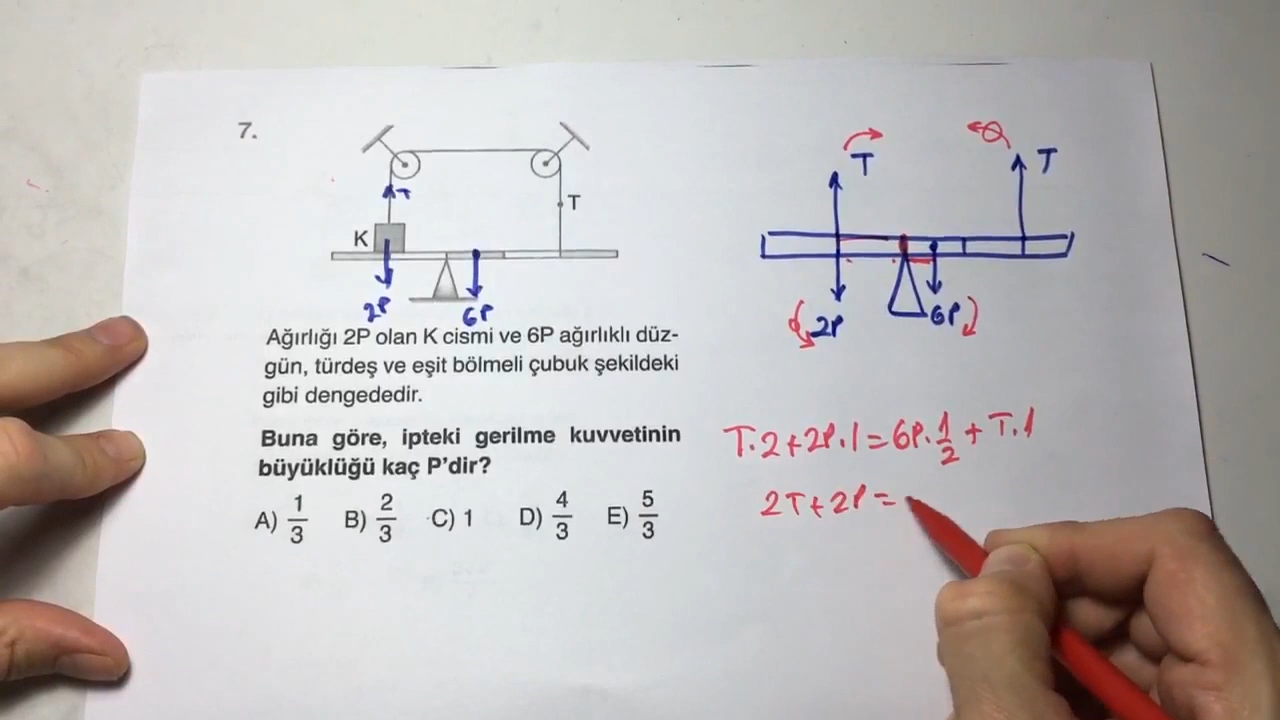 7.
T
K
T
2P
6P
Ağırlığı 2P olan K cismi ve 6P ağırlıklı düz-
gün, türdeş ve eşit bölmeli çubuk şekildeki
gibi dengededir.
Buna göre, ipteki gerilme kuvvetinin
büyüklüğü kaç P'dir?
A) 1/3 B) 2/3 C) 1 D) 4/3 E) 5/3
T
T
2P
6P
T.2+2P.1=6P.1/2+T.1
2T+2P=